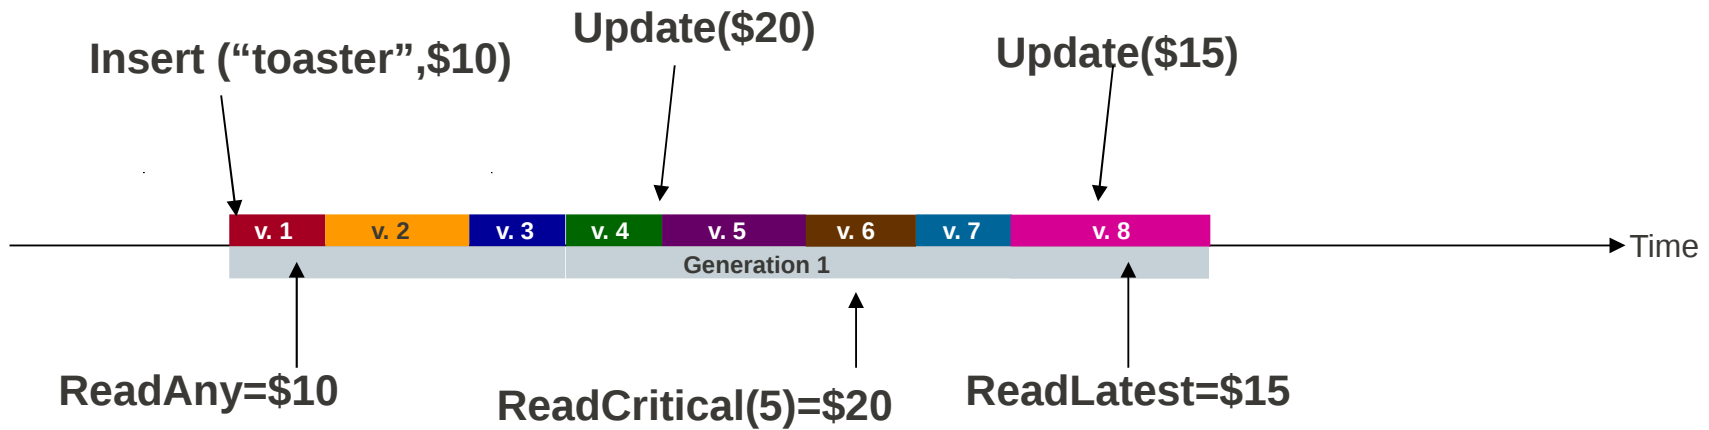 Insert (“toaster”,$10)
Update($20)
Update($15)
v. 1
v. 2
v. 3
v. 4
v. 5
v. 6
v. 7
v. 8
Time
Generation 1
ReadAny=$10
ReadCritical(5)=$20
ReadLatest=$15